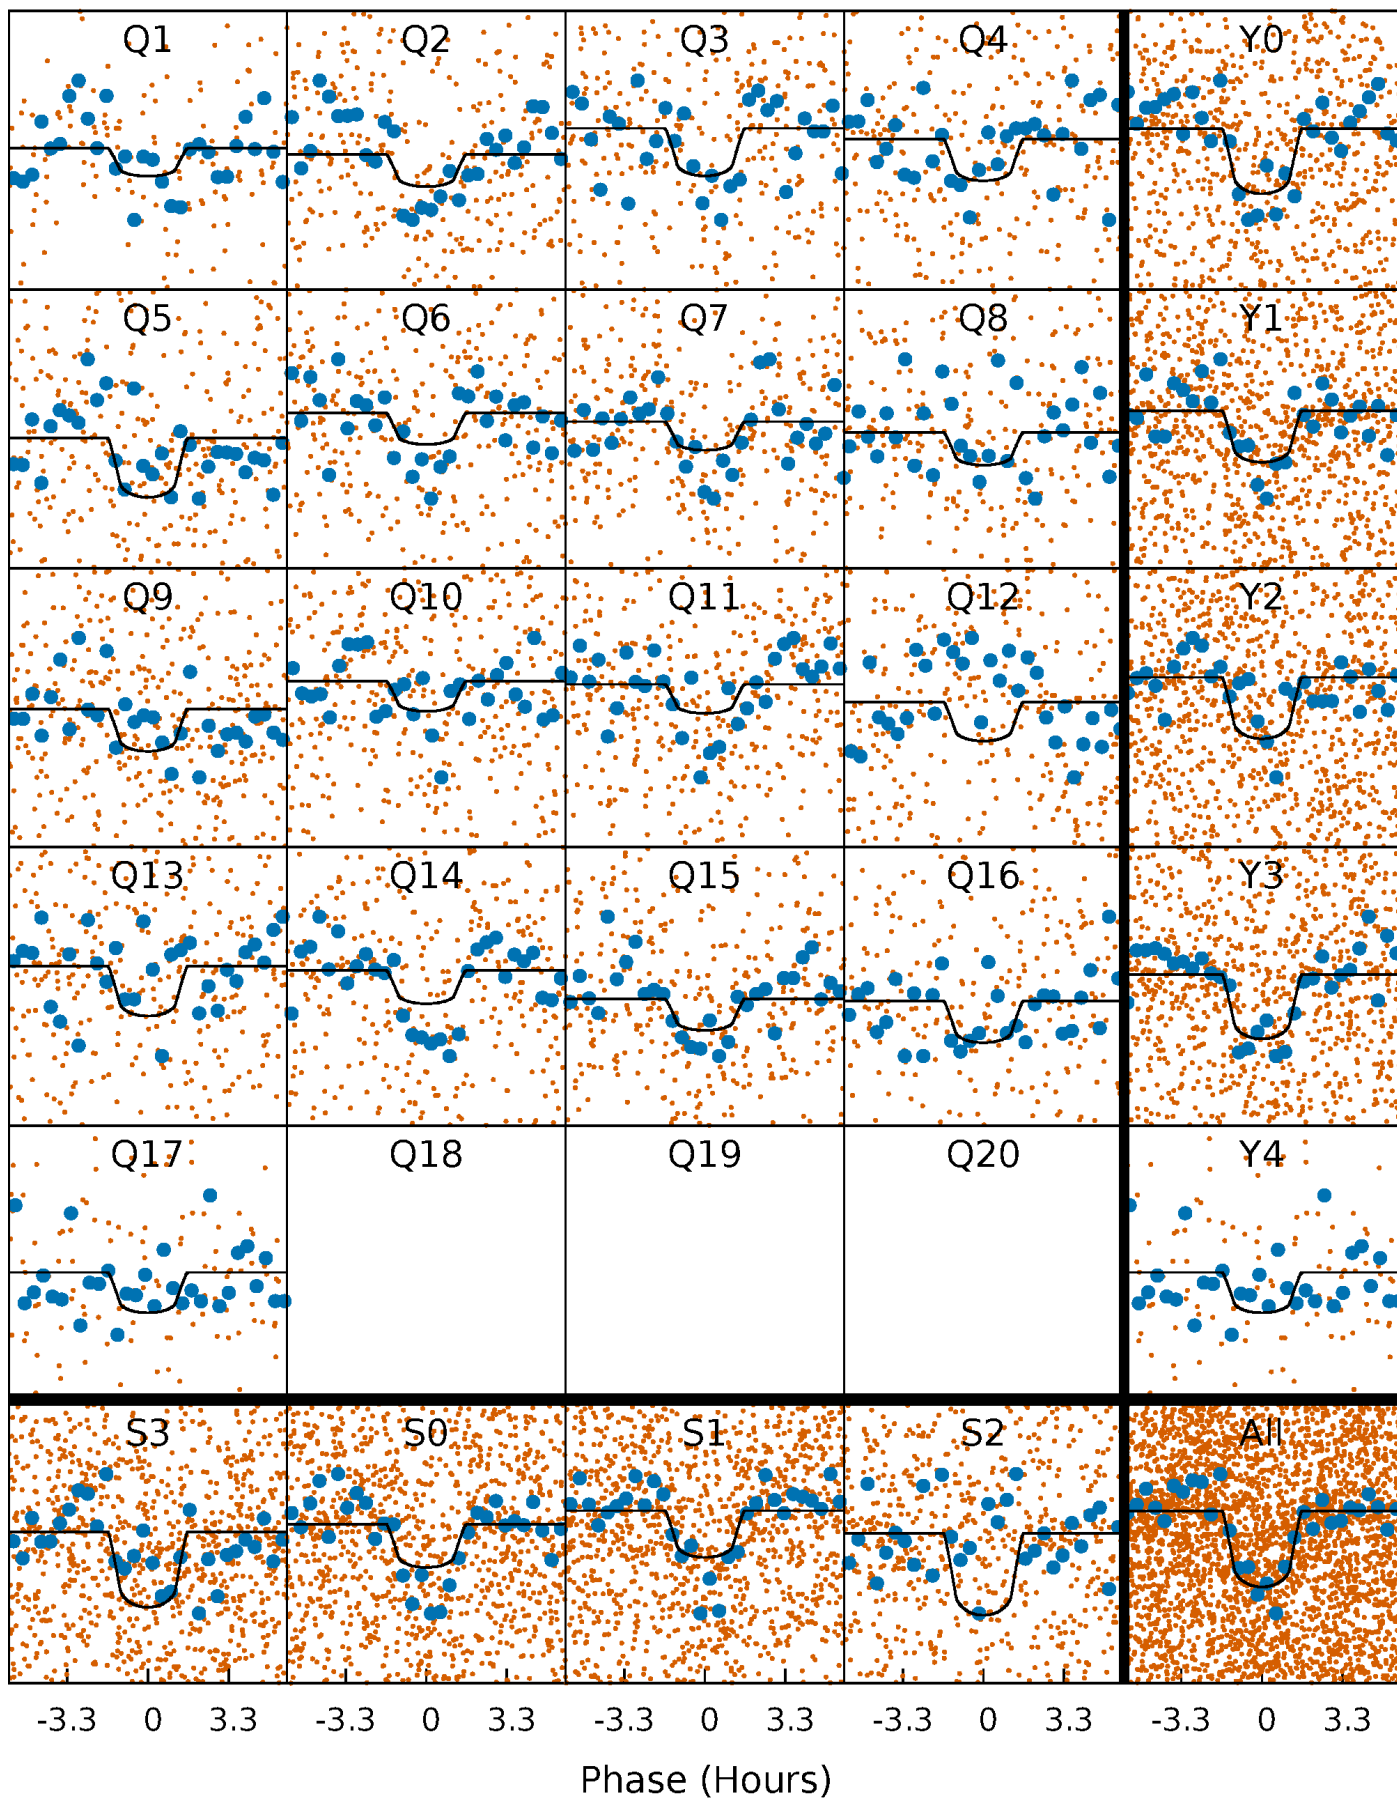 Q1 Q2 Q3 Q4 Y0
Q5 Q6 Q7 Q8 Y1
Q9 Q10 Q11 Q12 Y2
Q13 Q14 Q15 Q16 Y3
Q17 Q18 Q19 Q20 Y4
S3 S0 S1 S2 All
-3.3 0 3.3 -3.3 0 3.3 -3.3 0 3.3 -3.3 0 3.3 -3.3 0 3.3
Phase (Hours)